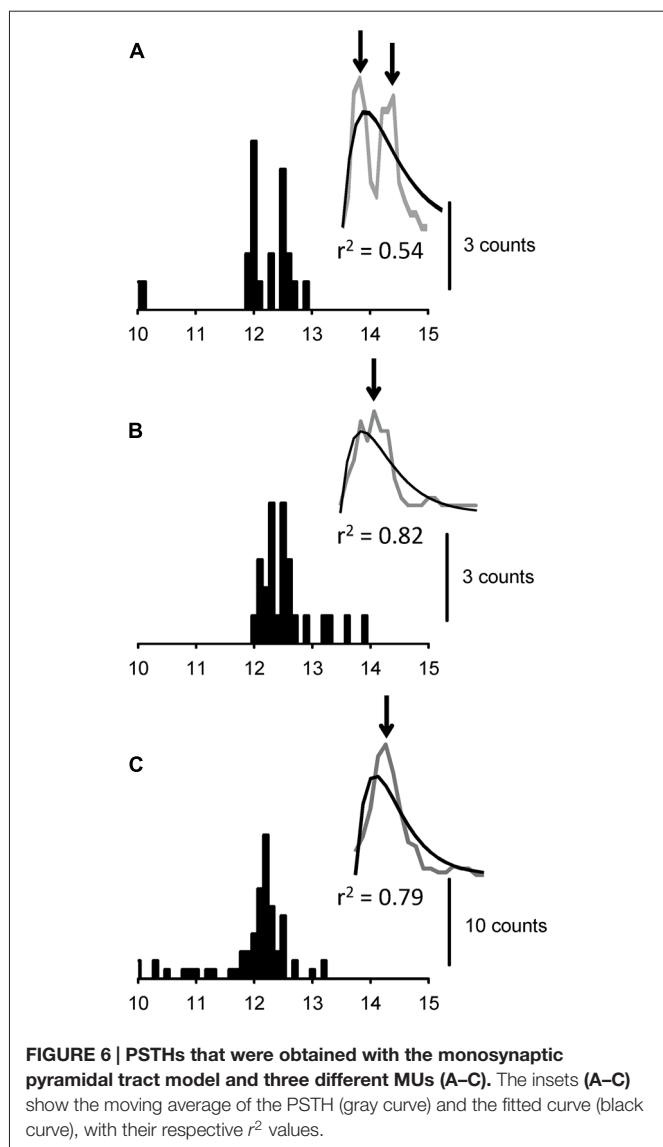 A
r² = 0.54
3 counts
10 11 12 13 14 15
B
r² = 0.82
3 counts
10 11 12 13 14 15
C
r² = 0.79
10 counts
10 11 12 13 14 15
FIGURE 6 | PSTHs that were obtained with the monosynaptic
pyramidal tract model and three different MUs (A–C). The insets (A–C)
show the moving average of the PSTH (gray curve) and the fitted curve (black
curve), with their respective r² values.